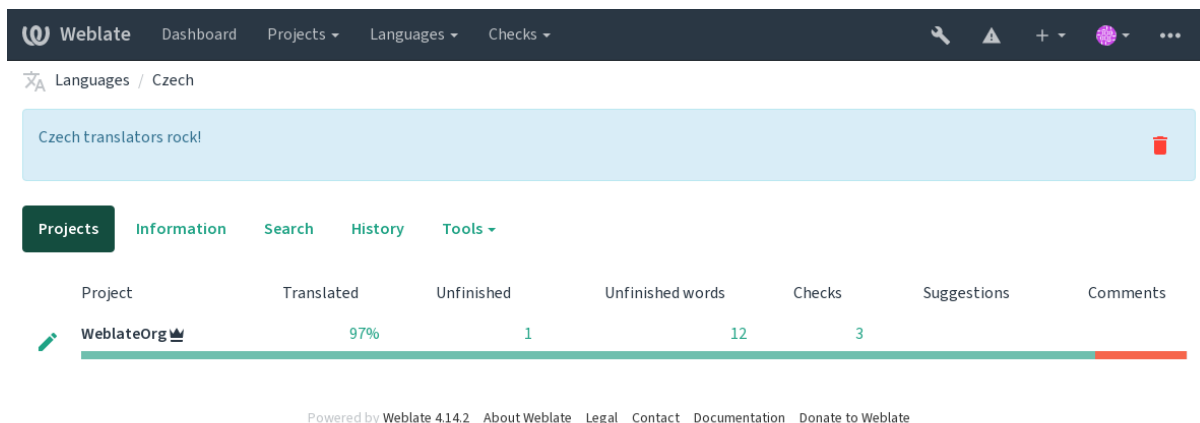 Weblate Dashboard Projects Languages Checks
Languages / Czech
Czech translators rock!
Projects Information Search History Tools
Project Translated Unfinished Unfinished words Checks Suggestions Comments
WeblateOrg 97% 1 12 3
Powered by Weblate 4.14.2 About Weblate Legal Contact Documentation Donate to Weblate